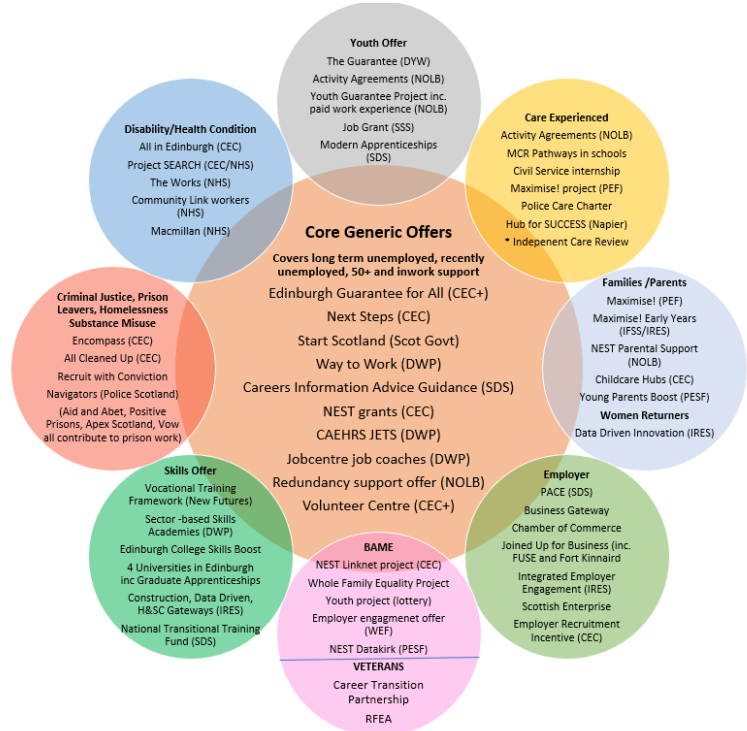 Youth Offer
The Guarantee (DYW)
Activity Agreements (NOLB)
Youth Guarantee Project inc.
paid work experience (NOLB)
Job Grant (SSS)
Modern Apprenticeships
(SDS)
Disability/Health Condition
All in Edinburgh (CEC)
Project SEARCH (CEC/NHS)
The Works (NHS)
Community Link workers
(NHS)
Macmillan (NHS)
Care Experienced
Activity Agreements (NOLB)
MCR Pathways in schools
Civil Service internship
Maximise! project (PEF)
Police Care Charter
Hub for SUCCESS (Napier)
* Indepenent Care Review
Core Generic Offers
Covers long term unemployed, recently
unemployed, 50+ and inwork support
Edinburgh Guarantee for All (CEC+)
Next Steps (CEC)
Start Scotland (Scot Govt)
Way to Work (DWP)
Careers Information Advice Guidance (SDS)
NEST grants (CEC)
CAEHRS JETS (DWP)
Jobcentre job coaches (DWP)
Redundancy support offer (NOLB)
Volunteer Centre (CEC+)
Criminal Justice, Prison
Leavers, Homelessness
Substance Misuse
Encompass (CEC)
All Cleaned Up (CEC)
Recruit with Conviction
Navigators (Police Scotland)
(Aid and Abet, Positive
Prisons, Apex Scotland, Vow
all contribute to prison work)
Families /Parents
Maximise! (PEF)
Maximise! Early Years
(IFSS/IRES)
NEST Parental Support
(NOLB)
Childcare Hubs (CEC)
Young Parents Boost (PESF)
Women Returners
Data Driven Innovation (IRES)
Skills Offer
Vocational Training
Framework (New Futures)
Sector -based Skills
Academies (DWP)
Edinburgh College Skills Boost
4 Universities in Edinburgh
inc Graduate Apprenticeships
Construction, Data Driven,
H&SC Gateways (IRES)
National Transitional Training
Fund (SDS)
Employer
PACE (SDS)
Business Gateway
Chamber of Commerce
Joined Up for Business (inc.
FUSE and Fort Kinnaird
Integrated Employer
Engagement (IRES)
Scottish Enterprise
Employer Recruitment
Incentive (CEC)
BAME
NEST Linknet project (CEC)
Whole Family Equality Project
Youth project (lottery)
Employer engagmenet offer
(WEF)
NEST Datakirk (PESF)
VETERANS
Career Transition
Partnership
RFEA